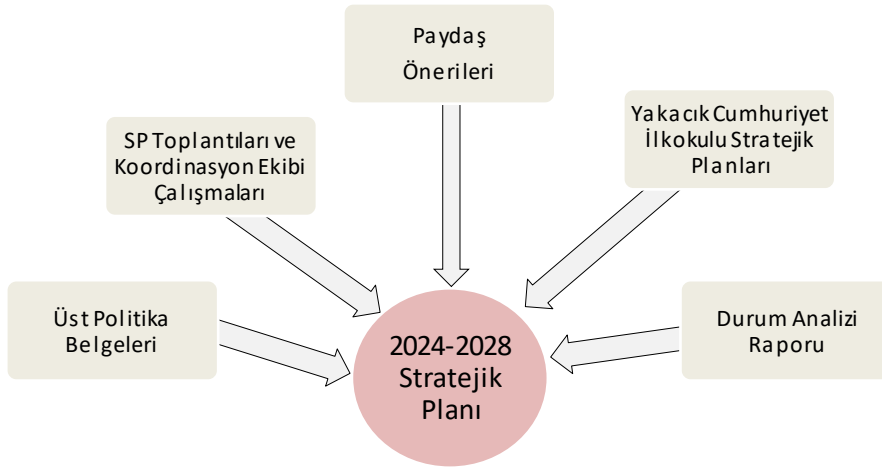 Paydaş
Önerileri
SP Toplantıları ve
Koordinasyon Ekibi
Çalışmaları
Yakacık Cumhuriyet
İlkokulu Stratejik
Planları
Üst Politika
Belgeleri
Durum Analizi
Raporu
2024-2028
Stratejik
Planı